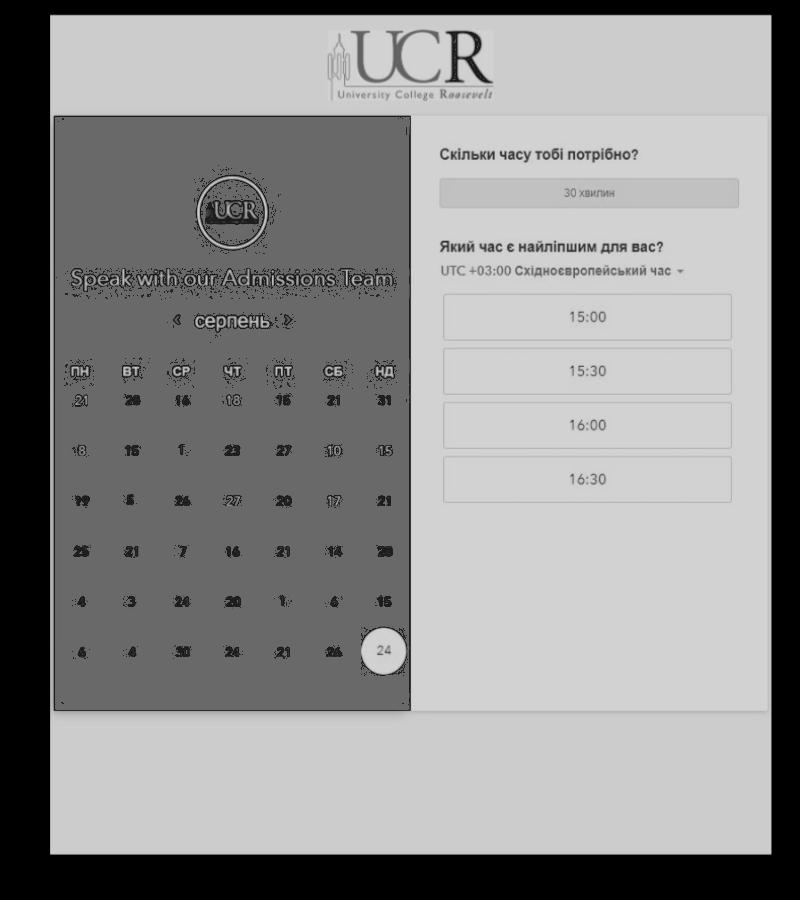 UCR
University College Roosevelt
UCR
Speak with our Admissions Team
‹ серпень ›
ПН ВТ СР ЧТ ПТ СБ НД
21 28 16 18 15 21 31
8 15 1 23 27 10 15
19 5 26 27 20 17 21
25 21 7 16 21 14 28
4 3 24 20 1 6 15
6 4 30 24 21 26 24
Скільки часу тобі потрібно?
30 хвилин
Який час є найліпшим для вас?
UTC +03:00 Східноєвропейський час
15:00
15:30
16:00
16:30